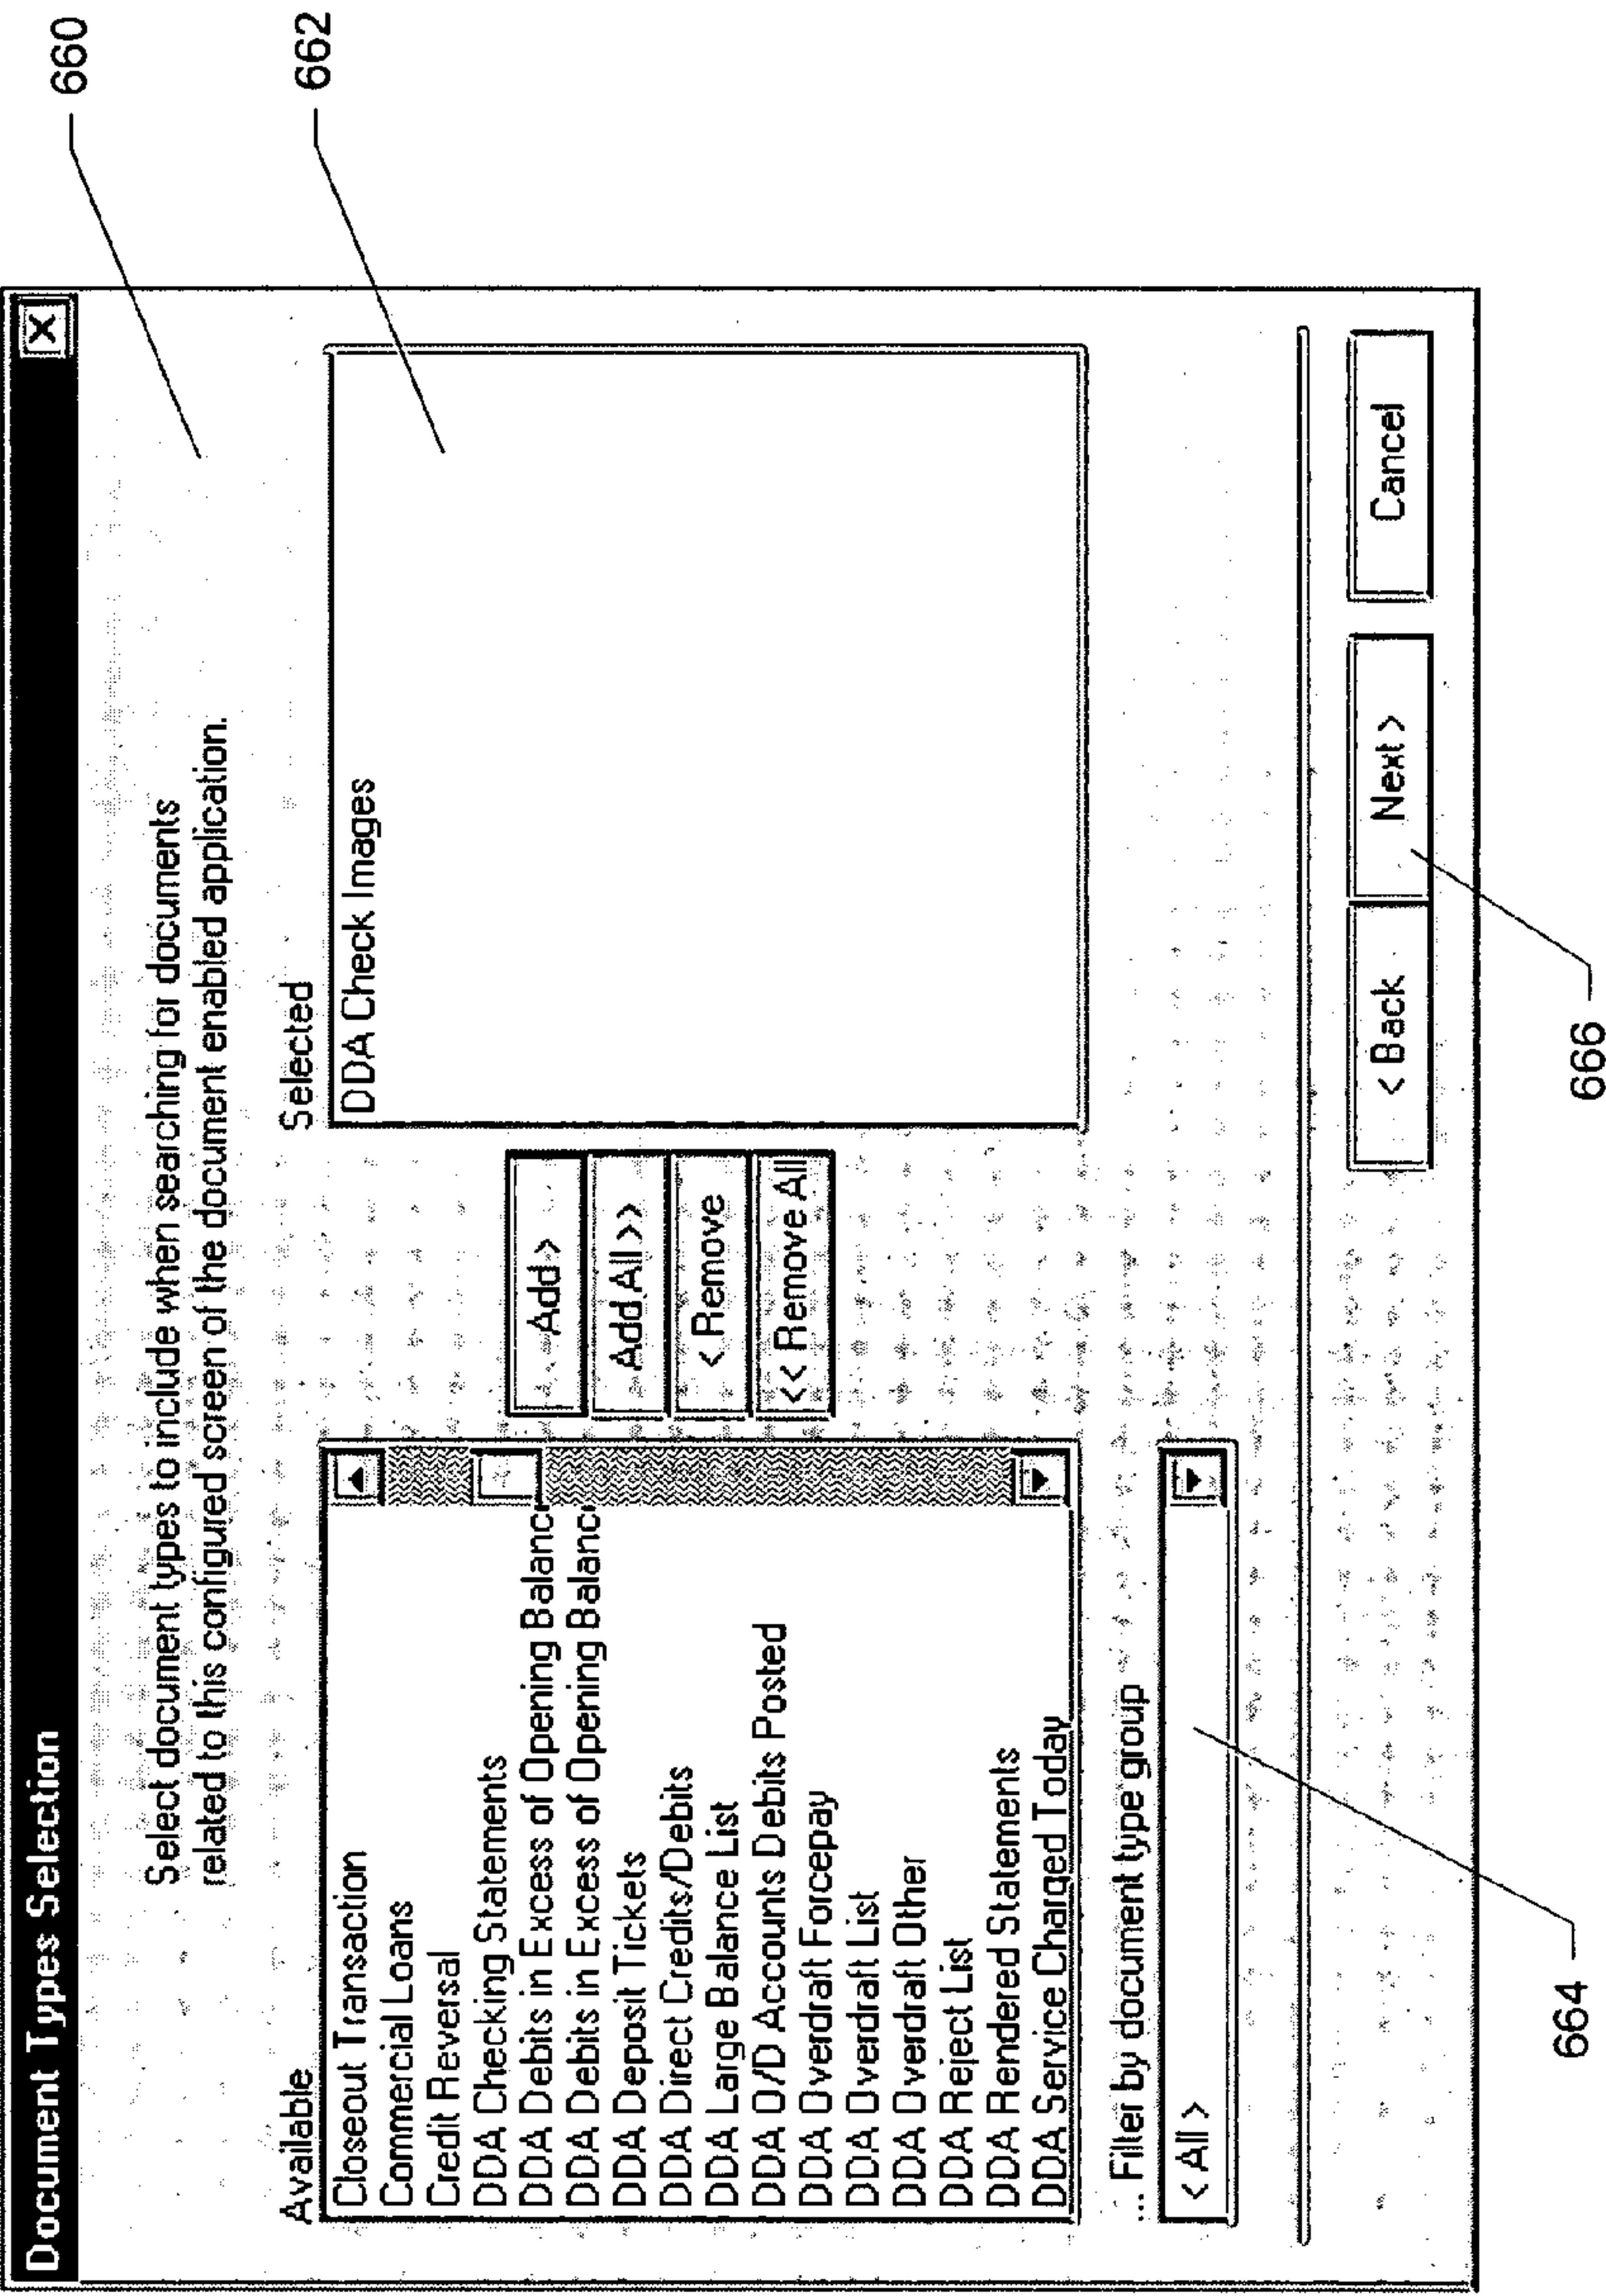 Document Types Selection
X
660
Select document types to include when searching for documents
related to this configured screen of the document enabled application.
Available
Closeout Transaction
Commercial Loans
Credit Reversal
DDA Checking Statements
DDA Debits in Excess of Opening Balanc
DDA Debits in Excess of Opening Balanc
DDA Deposit Tickets
DDA Direct Credits/Debits
DDA Large Balance List
DDA O/D Accounts Debits Posted
DDA Overdraft Forcepay
DDA Overdraft List
DDA Overdraft Other
DDA Reject List
DDA Rendered Statements
DDA Service Charged Today
Add >
Add All >>
< Remove
<< Remove All
Selected
DDA Check Images
662
... Filter by document type group
< All >
664
< Back
Next >
Cancel
666